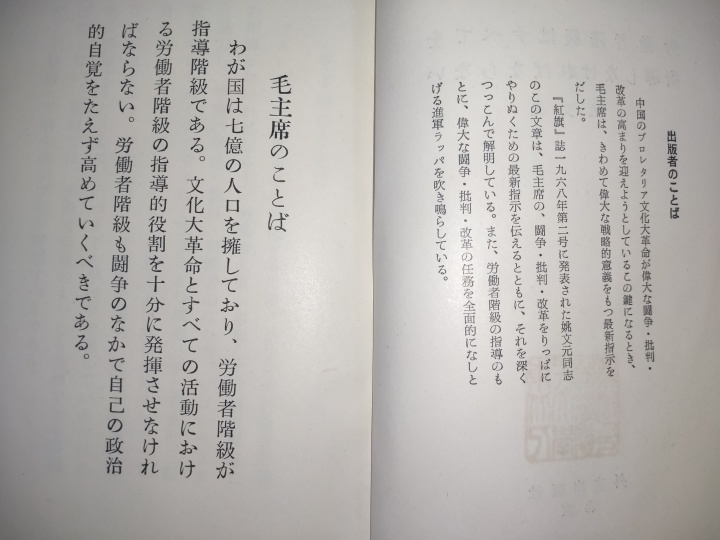 出版者のことば
中国のプロレタリア文化大革命が偉大な闘争・批判・
改革の高まりを迎えようとしているこの鍵になるとき、
毛主席は、きわめて偉大な戦略的意義をもつ最新指示を
だした。
『紅旗』誌一九六八年第二号に発表された姚文元同志
のこの文章は、毛主席の、闘争・批判・改革をりっぱに
やりぬくための最新指示を伝えるとともに、それを深く
つっこんで解明している。また、労働者階級の指導のも
とに、偉大な闘争・批判・改革の任務を全面的になしと
げる進軍ラッパを吹き鳴らしている。
毛主席のことば
わが国は七億の人口を擁しており、労働者階級が
指導階級である。文化大革命とすべての活動におけ
る労働者階級の指導的役割を十分に発揮させなけれ
ばならない。労働者階級も闘争のなかで自己の政治
的自覚をたえず高めていくべきである。